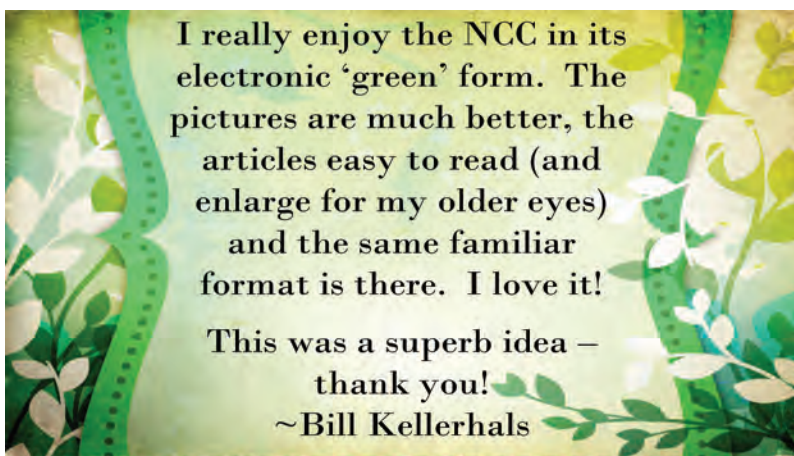 I really enjoy the NCC in its
electronic ‘green’ form.  The
pictures are much better, the
articles easy to read (and
enlarge for my older eyes)
and the same familiar
format is there.  I love it!
This was a superb idea –
thank you!
~Bill Kellerhals